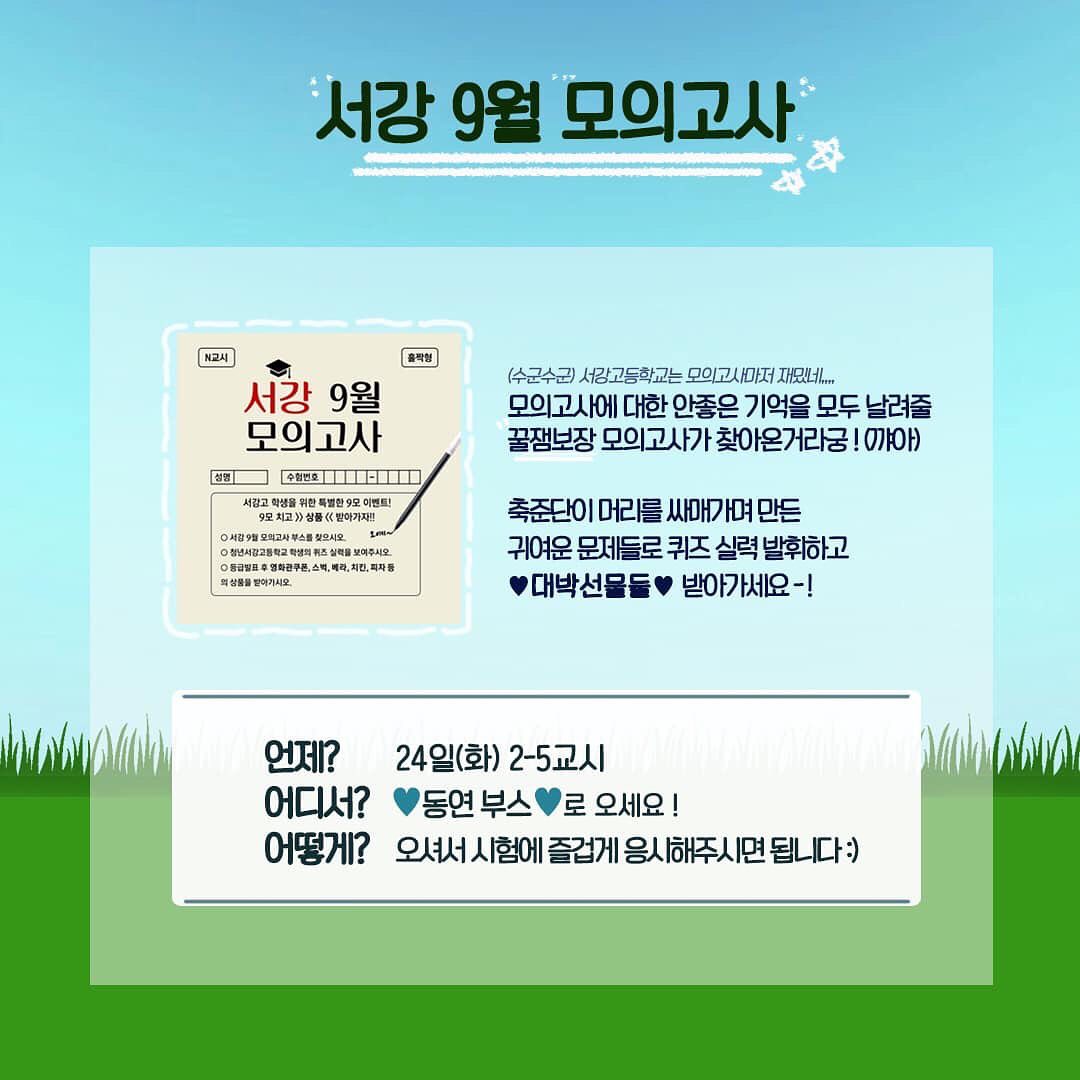 서강 9월 모의고사
N교시
홀짝형
서강 9월
모의고사
성명
수험번호
-
서강고 학생을 위한 특별한 9모 이벤트!
9모 치고 》 상품 《 받아가자!!
○ 서강 9월 모의고사 부스를 찾으시오.
○ 청년서강고등학교 학생의 퀴즈 실력을 보여주시오.
○ 등급발표 후 영화관쿠폰, 스벅, 베라, 치킨, 피자 등
의 상품을 받아가시오.
(수군수군) 서강고등학교는 모의고사마저 재밌네!,,,,
모의고사에 대한 안좋은 기억을 모두 날려줄
꿀잼보장 모의고사가 찾아온거라궁 ! (꺄아)
축준단이 머리를 싸매가며 만든
귀여운 문제들로 퀴즈 실력 발휘하고
♥대박선물들♥ 받아가세요 - !
언제? 24일(화) 2-5교시
어디서? ♥동연 부스♥로 오세요 !
어떻게? 오셔서 시험에 즐겁게 응시해주시면 됩니다 :)